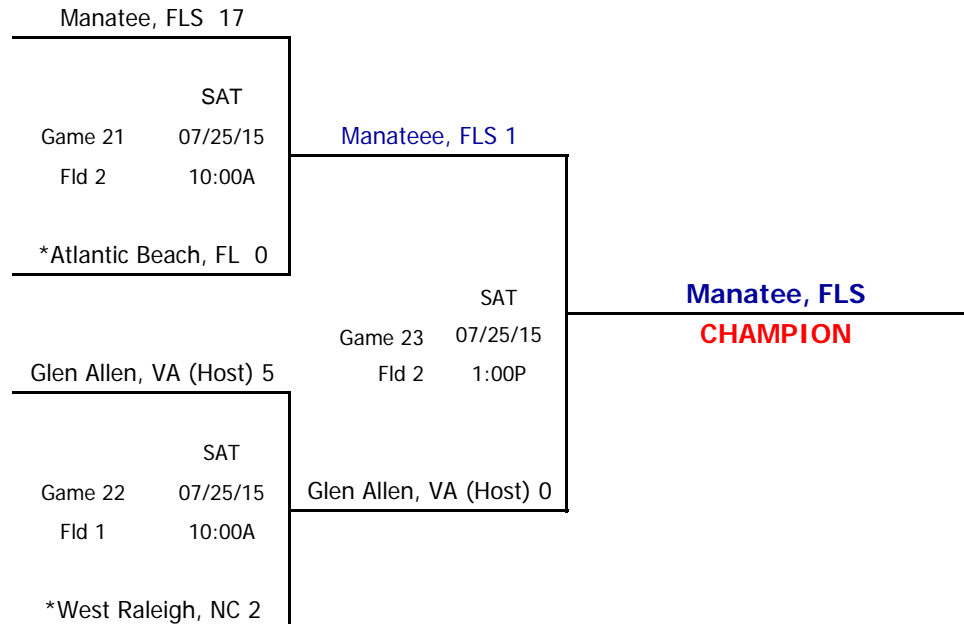 Manatee, FLS 17
SAT
Game 21 07/25/15
Fld 2 10:00A
*Atlantic Beach, FL 0
Manateee, FLS 1
Glen Allen, VA (Host) 5
SAT
Game 22 07/25/15
Fld 1 10:00A
*West Raleigh, NC 2
SAT
Game 23 07/25/15
Fld 2 1:00P
Glen Allen, VA (Host) 0
Manatee, FLS
CHAMPION